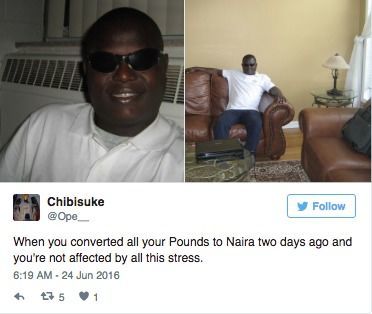 Chibisuke
@Ope__
Follow
When you converted all your Pounds to Naira two days ago and
you're not affected by all this stress.
6:19 AM - 24 Jun 2016
5
1